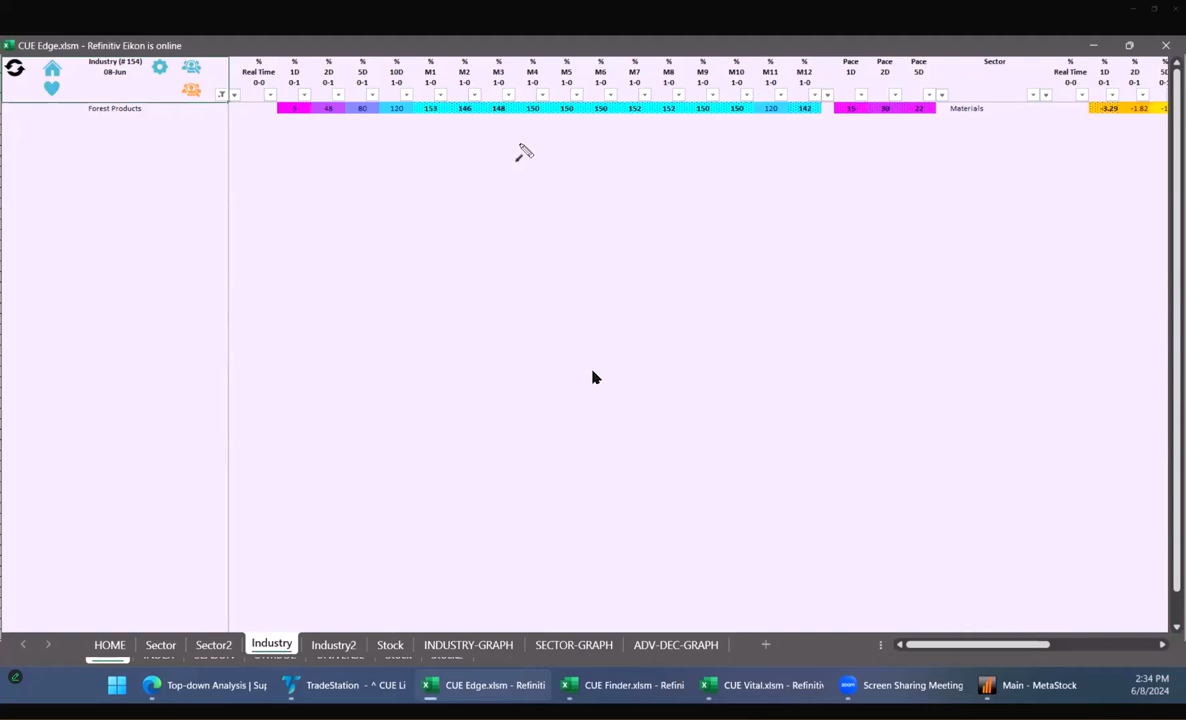 CUE Edge.xlsm - Refinitiv Eikon is online
Industry (# 154)
08-Jun
% % % % % % % % % % % % % % % % % Pace Pace Pace Sector % % %
Real Time 1D 2D 5D 10D M1 M2 M3 M4 M5 M6 M7 M8 M9 M10 M11 M12 1D 2D 5D Real Time 1D 2D
0-0 0-1 0-1 0-1 1-0 1-0 1-0 1-0 1-0 1-0 1-0 1-0 1-0 1-0 1-0 1-0 1-0 0-0 0-1 0-1
Forest Products 48 80 120 153 146 148 150 150 150 152 152 150 150 120 142 15 30 22 Materials -3.29 -1.82
HOME Sector Sector2 Industry Industry2 Stock INDUSTRY-GRAPH SECTOR-GRAPH ADV-DEC-GRAPH
Top-down Analysis | Sup TradeStation - ^ CUE Li CUE Edge.xlsm - Refiniti CUE Finder.xlsm - Refini CUE Vital.xlsm - Refinitiv zoom Screen Sharing Meeting Main - MetaStock 2:34 PM
6/8/2024